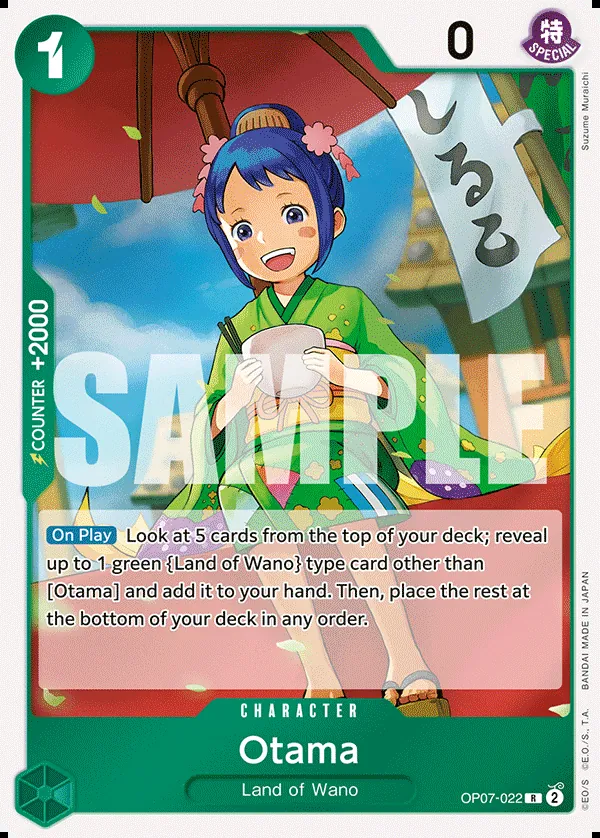 1
0
特
SPECIAL
Suzume Muraichi
しるこ
COUNTER +2000
SAMPLE
On Play Look at 5 cards from the top of your deck; reveal
up to 1 green {Land of Wano} type card other than
[Otama] and add it to your hand. Then, place the rest at
the bottom of your deck in any order.
CHARACTER
Otama
Land of Wano
OP07-022 R 2
©E.O/S ©E.O./S., T.A. BANDAI MADE IN JAPAN